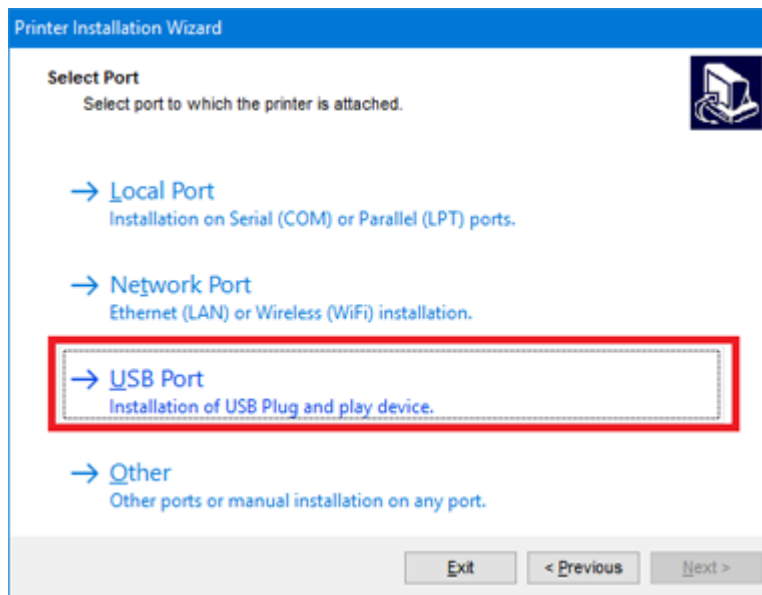 Printer Installation Wizard
Select Port
Select port to which the printer is attached.
→ Local Port
Installation on Serial (COM) or Parallel (LPT) ports.
→ Network Port
Ethernet (LAN) or Wireless (WiFi) installation.
→ USB Port
Installation of USB Plug and play device.
→ Other
Other ports or manual installation on any port.
Exit < Previous Next >